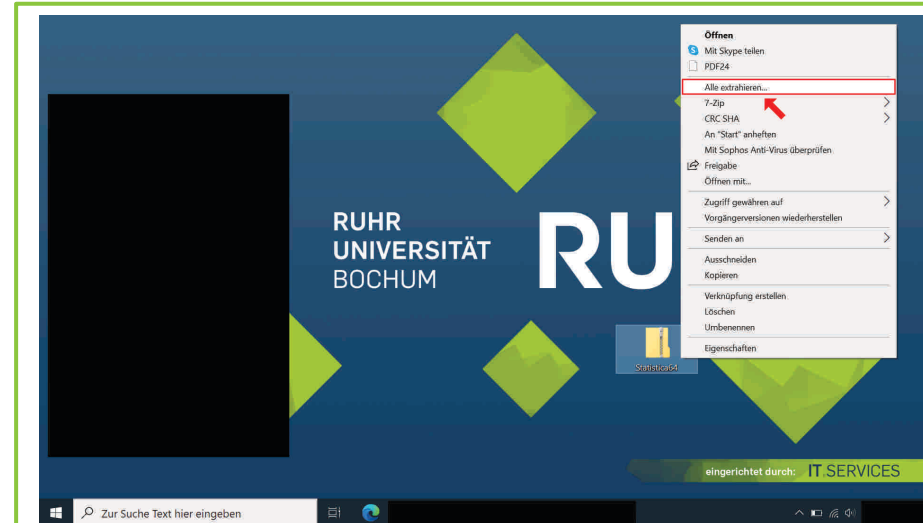 Öffnen
Mit Skype teilen
PDF24
Alle extrahieren...
7-Zip
CRC SHA
An "Start" anheften
Mit Sophos Anti-Virus überprüfen
Freigabe
Öffnen mit...
Zugriff gewähren auf
Vorgängerversionen wiederherstellen
Senden an
Ausschneiden
Kopieren
Verknüpfung erstellen
Löschen
Umbenennen
Eigenschaften
RUHR
UNIVERSITÄT
BOCHUM
RU
Statistica64
eingerichtet durch: IT.SERVICES
Zur Suche Text hier eingeben